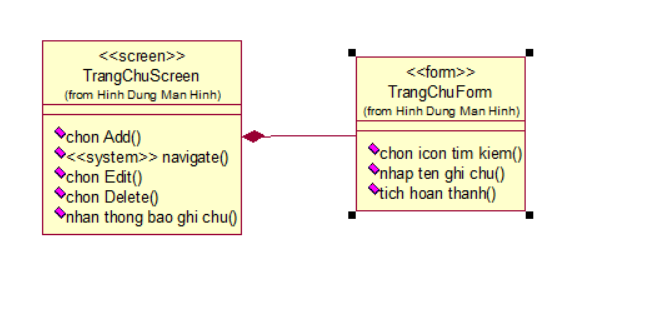 <<screen>>
TrangChuScreen
(from Hinh Dung Man Hinh)
chon Add()
<<system>> navigate()
chon Edit()
chon Delete()
nhan thong bao ghi chu()
<<form>>
TrangChuForm
(from Hinh Dung Man Hinh)
chon icon tim kiem()
nhap ten ghi chu()
tich hoan thanh()